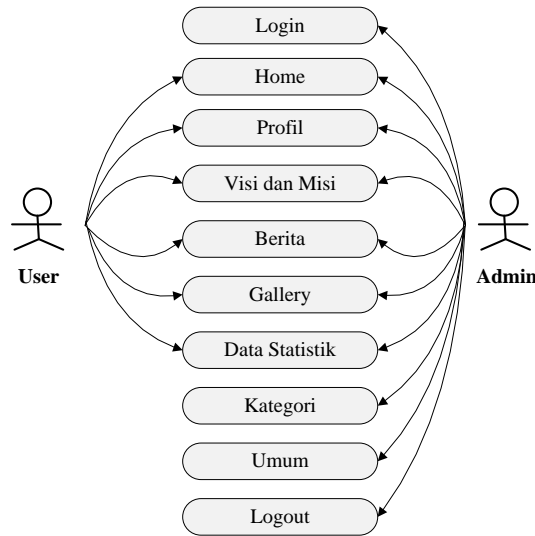 Login
Home
Profil
Visi dan Misi
Berita
User
Admin
Gallery
Data Statistik
Kategori
Umum
Logout